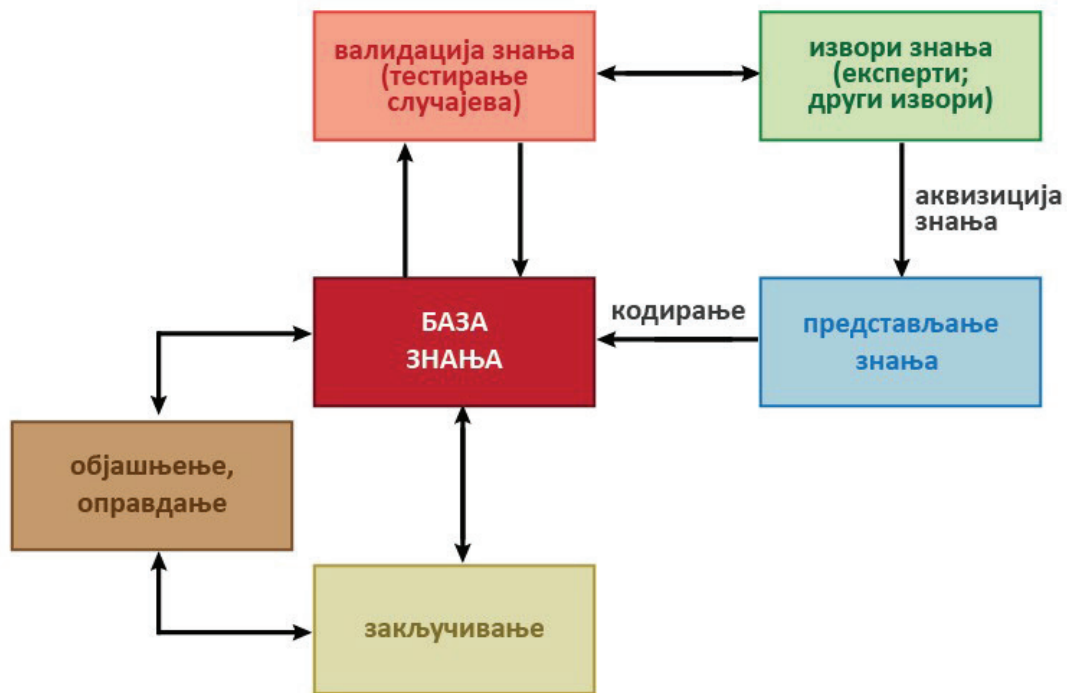 валидација знања
(тестирање
случајева)
извори знања
(експерти;
други извори)
аквизиција
знања
БАЗА
ЗНАЊА
кодирање
представљање
знања
објашњење,
оправдање
закључивање